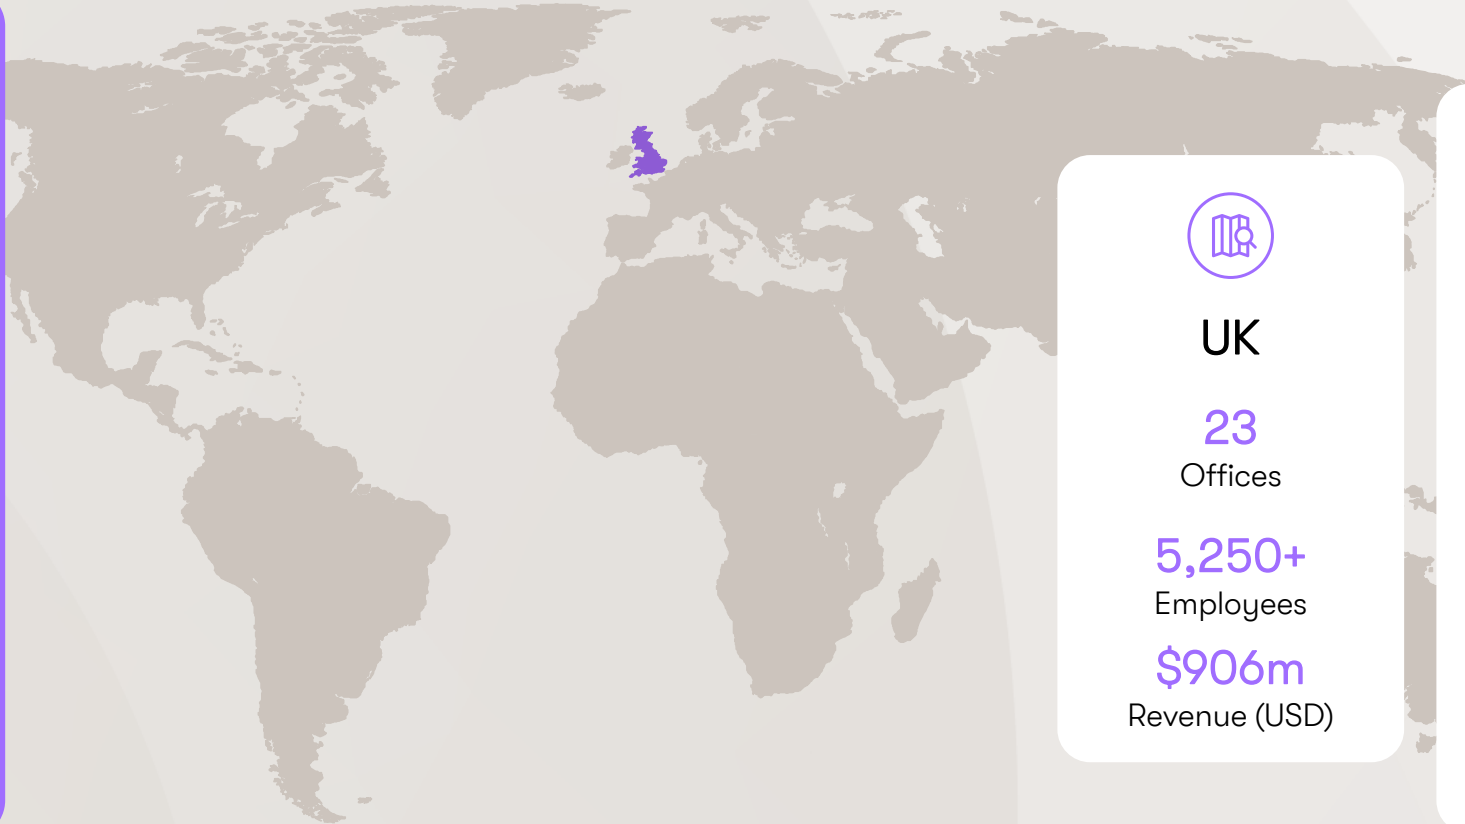 UK
23
Offices
5,250+
Employees
$906m
Revenue (USD)